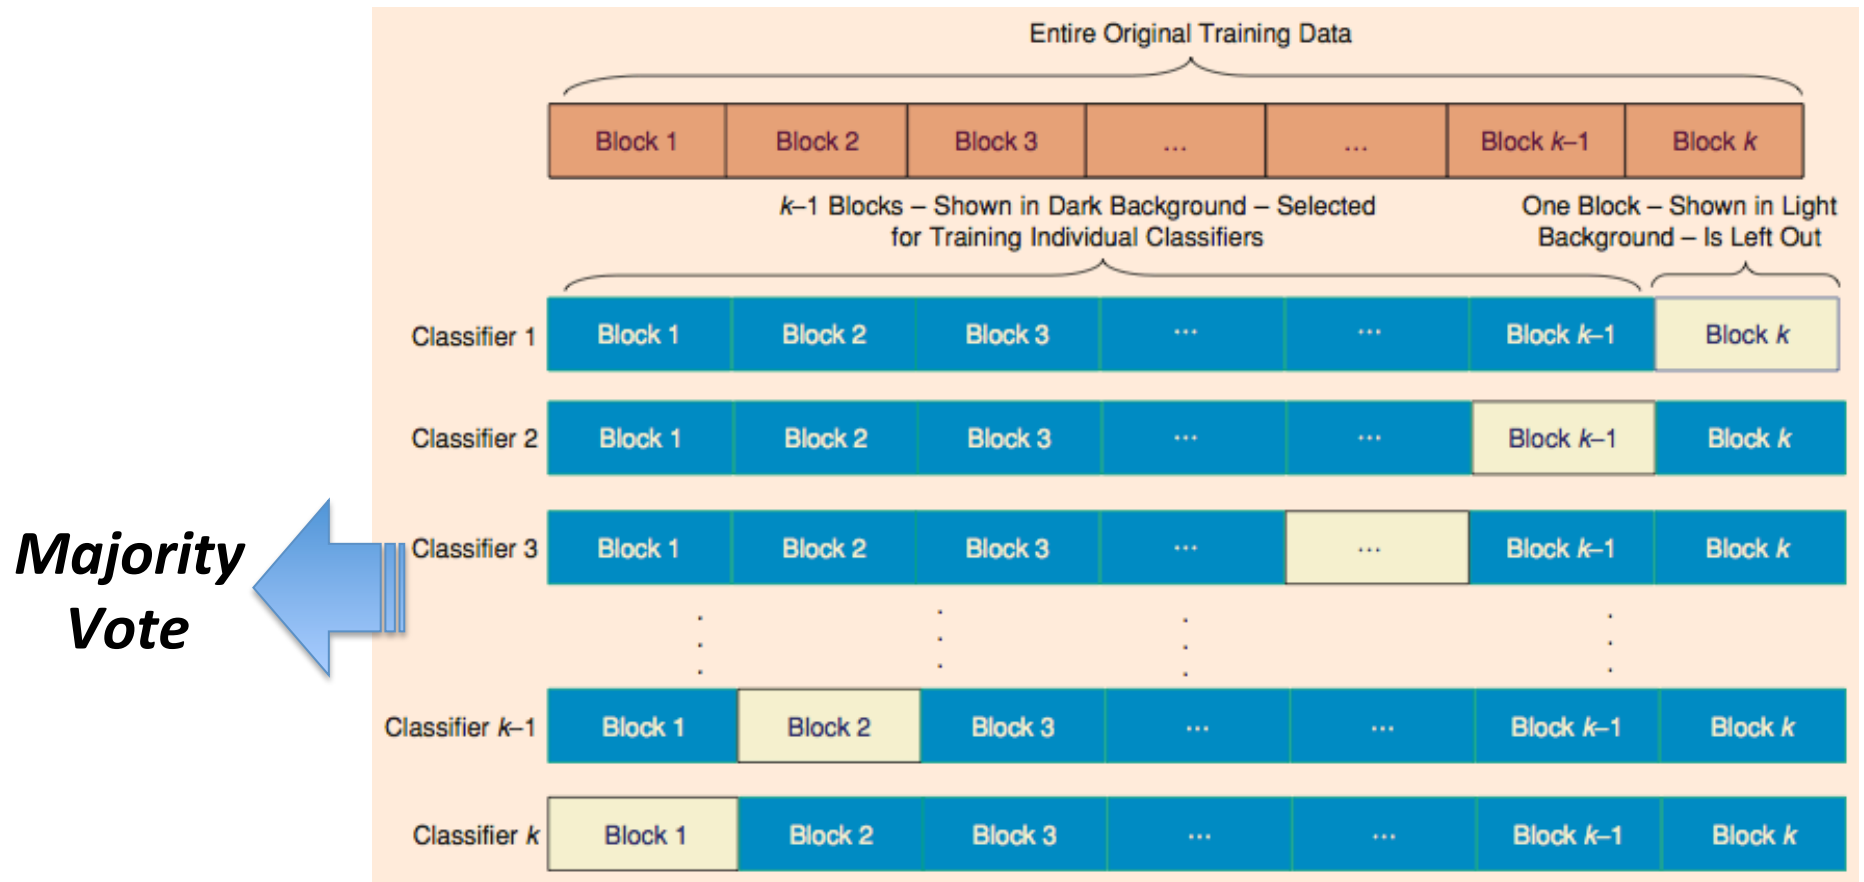 Entire Original Training Data
Block 1 Block 2 Block 3 ... ... Block k–1 Block k
k–1 Blocks – Shown in Dark Background – Selected
for Training Individual Classifiers
One Block – Shown in Light
Background – Is Left Out
Classifier 1 Block 1 Block 2 Block 3 ... ... Block k–1 Block k
Classifier 2 Block 1 Block 2 Block 3 ... ... Block k–1 Block k
Classifier 3 Block 1 Block 2 Block 3 ... ... Block k–1 Block k
Majority
Vote
Classifier k–1 Block 1 Block 2 Block 3 ... ... Block k–1 Block k
Classifier k Block 1 Block 2 Block 3 ... ... Block k–1 Block k